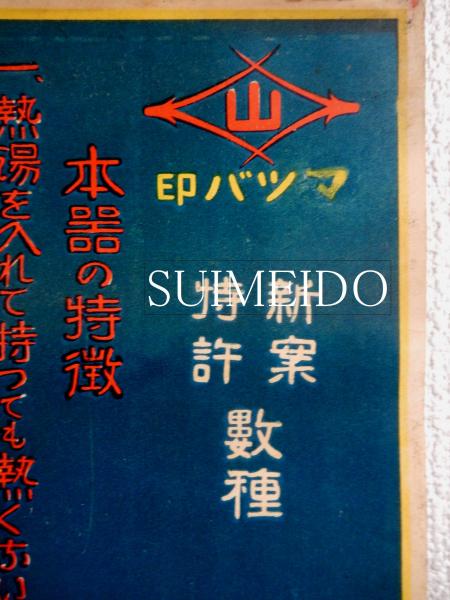 山
印バツマ
新案
特許
數種
本器の特徴
一、熱湯を入れて持つても熱くない
SUIMEIDO